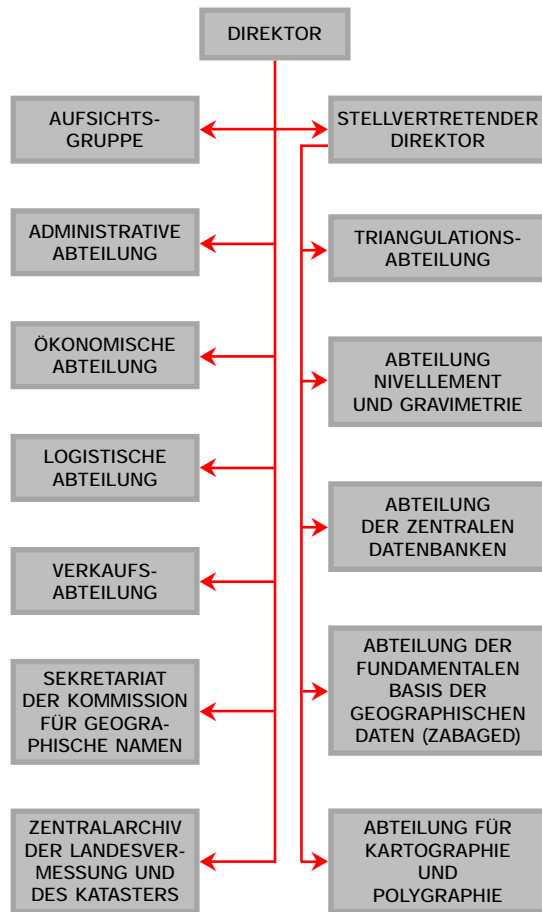 DIREKTOR
AUFSICHTS-
GRUPPE
STELLVERTRETENDER
DIREKTOR
ADMINISTRATIVE
ABTEILUNG
TRIANGULATIONS-
ABTEILUNG
ÖKONOMISCHE
ABTEILUNG
ABTEILUNG
NIVELLEMENT
UND GRAVIMETRIE
LOGISTISCHE
ABTEILUNG
ABTEILUNG
DER ZENTRALEN
DATENBANKEN
VERKAUFS-
ABTEILUNG
ABTEILUNG DER
FUNDAMENTALEN
BASIS DER
GEOGRAPHISCHEN
DATEN (ZABAGED)
SEKRETARIAT
DER KOMMISSION
FÜR GEOGRA-
PHISCHE NAMEN
ZENTRALARCHIV
DER LANDESVER-
MESSUNG UND
DES KATASTERS
ABTEILUNG FÜR
KARTOGRAPHIE
UND
POLYGRAPHIE